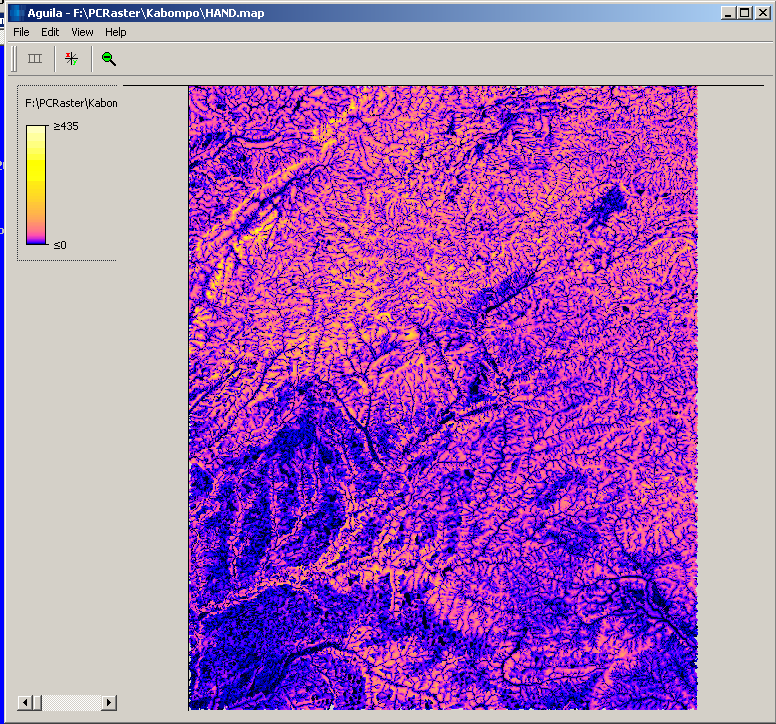 Aguila - F:\PCRaster\Kabompo\HAND.map
File Edit View Help
F:\PCRaster\Kabon
≥435
≤0